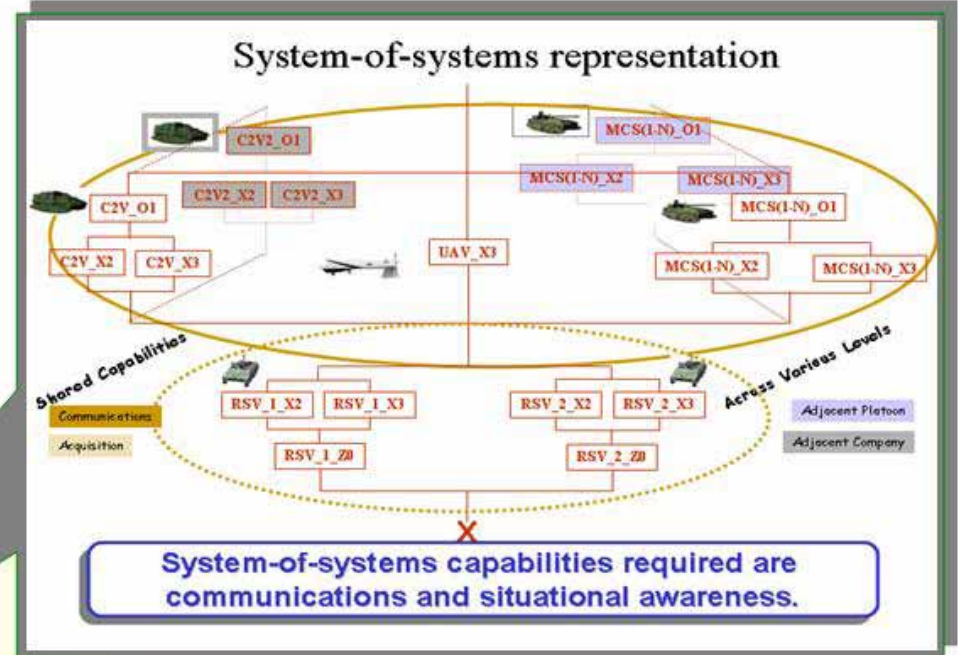 System-of-systems representation
C2V2_O1
MCS(1-N)_O1
C2V2_X2 C2V2_X3
MCS(1-N)_X2
MCS(1-N)_X3
C2V_O1
MCS(1-N)_O1
C2V_X2
C2V_X3
UAV_X3
MCS(1-N)_X2
MCS(1-N)_X3
Shared Capabilities
Across Various Levels
Communications
Acquisition
Adjacent Platoon
Adjacent Company
RSV_1_X2
RSV_1_X3
RSV_2_X2
RSV_2_X3
RSV_1_Z0
RSV_2_Z0
X
System-of-systems capabilities required are
communications and situational awareness.